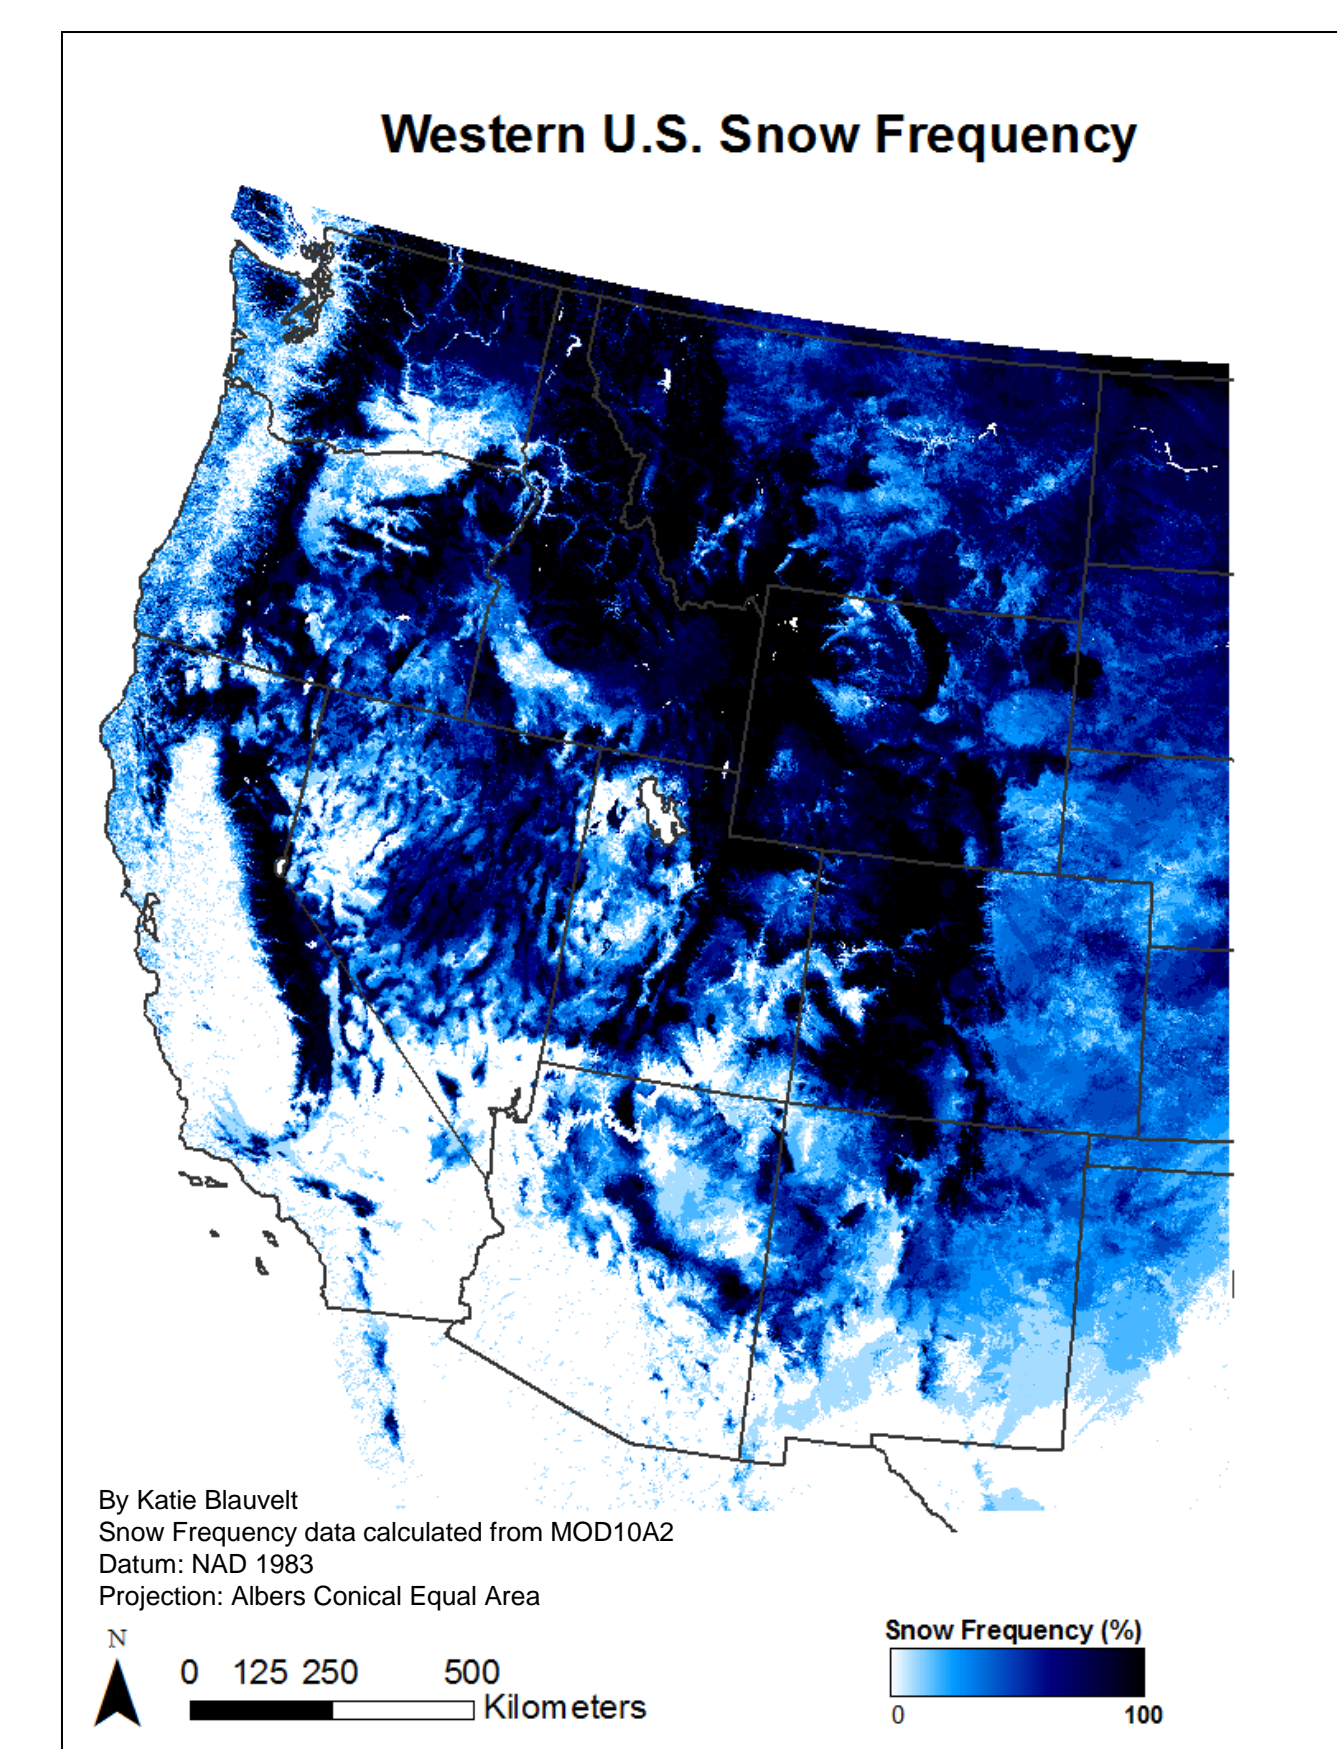 Western U.S. Snow Frequency
By Katie Blauvelt
Snow Frequency data calculated from MOD10A2
Datum: NAD 1983
Projection: Albers Conical Equal Area
N
0 125 250 500
Kilometers
Snow Frequency (%)
0 100